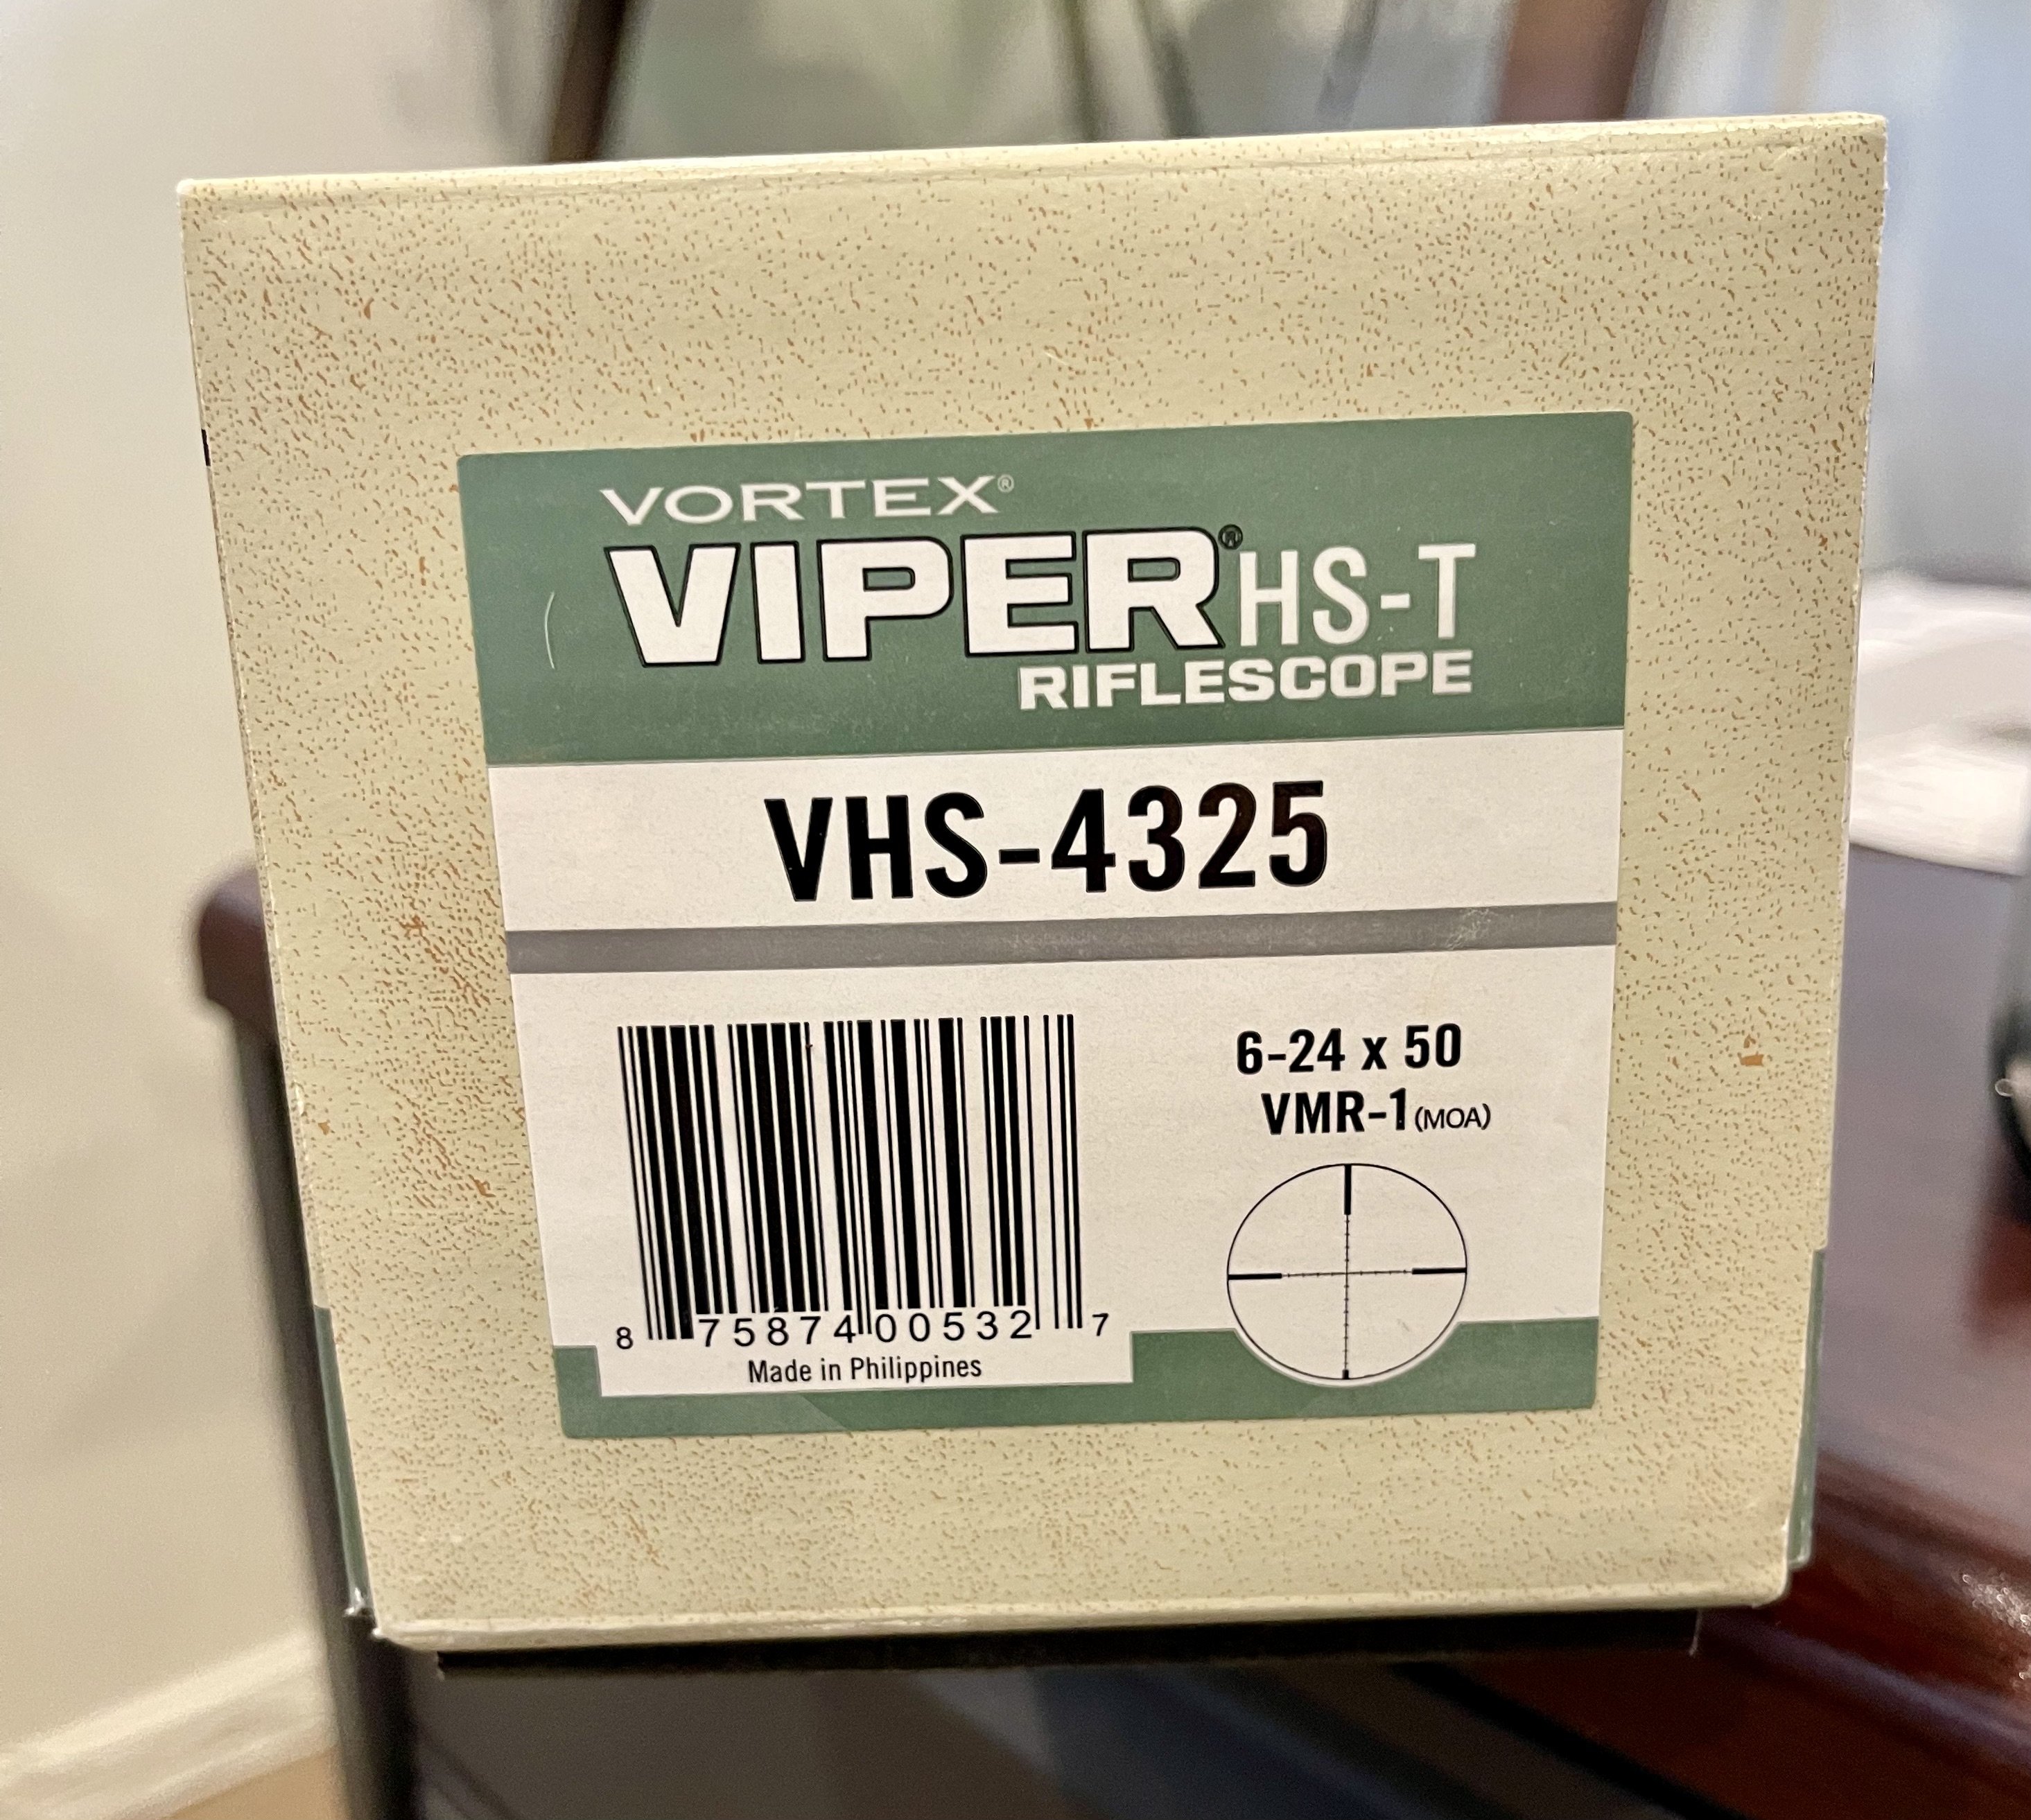 VORTEX®
VIPER® HS-T
RIFLESCOPE
VHS-4325
6-24 x 50
VMR-1 (MOA)
8 75874 00532 7
Made in Philippines